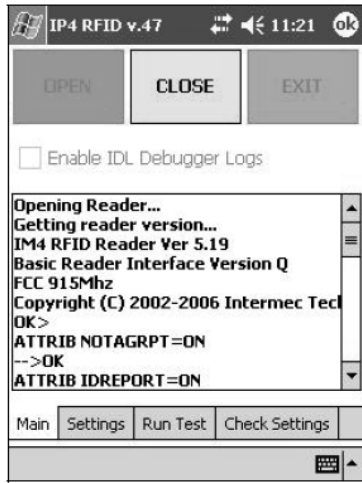 IP4 RFID v.47 11:21 ok
OPEN CLOSE EXIT
Enable IDL Debugger Logs
Opening Reader...
Getting reader version...
IM4 RFID Reader Ver 5.19
Basic Reader Interface Version Q
FCC 915Mhz
Copyright (C) 2002-2006 Intermec Tecl
OK>
ATTRIB NOTAGRPT=ON
-->OK
ATTRIB IDREPORT=ON
Main Settings Run Test Check Settings